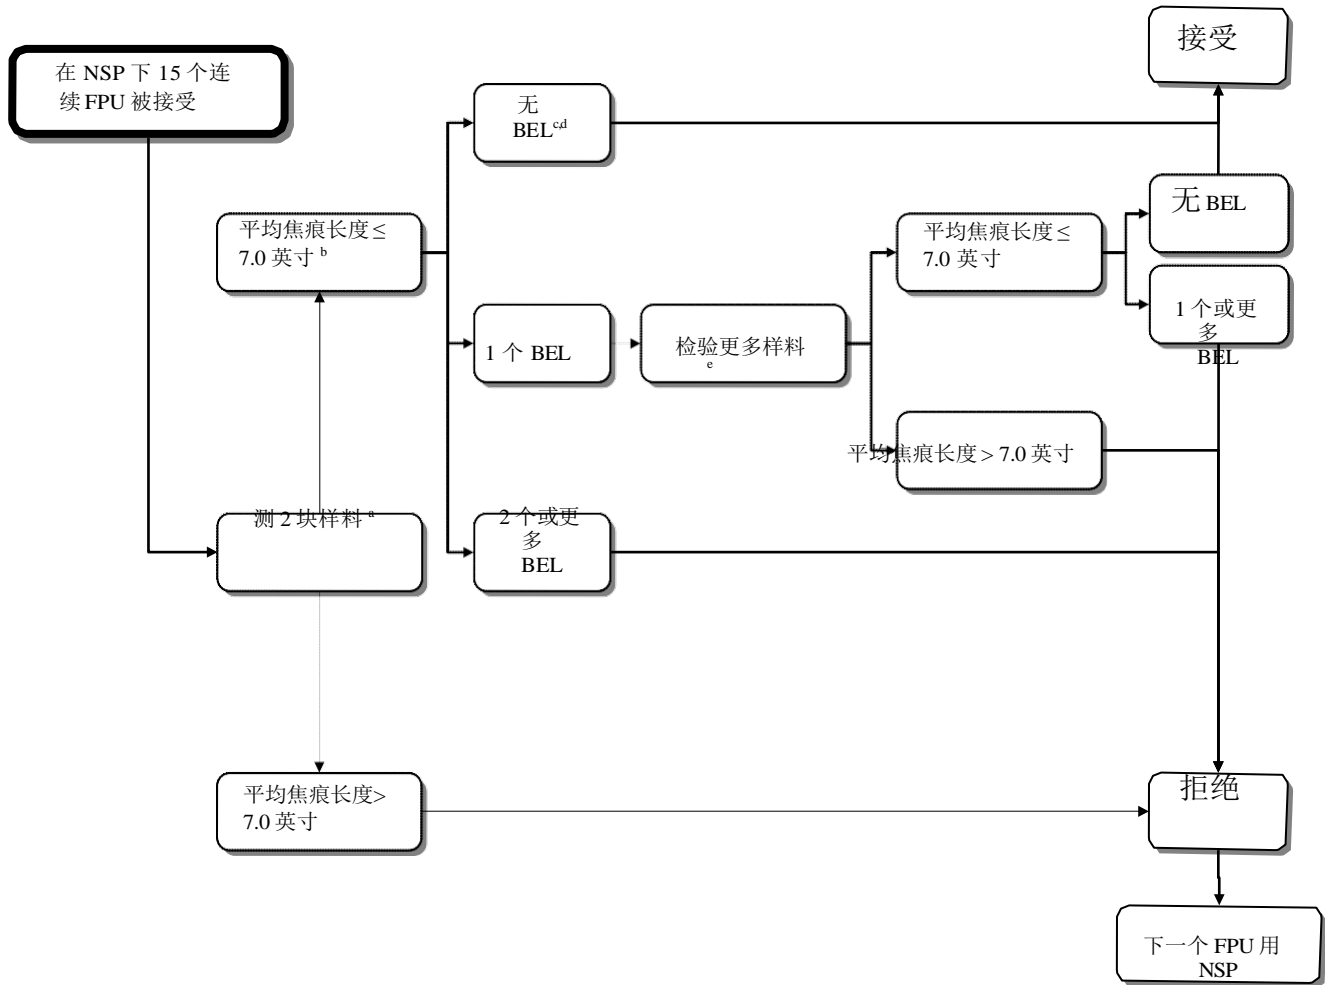 接受
在 NSP 下 15 个连
续 FPU 被接受
无
BELc,d
无 BEL
平均焦痕长度≤
7.0 英寸 b
平均焦痕长度≤
7.0 英寸
1 个或更
多
BEL
1 个 BEL
检验更多样料
e
平均焦痕长度> 7.0 英寸
测 2 块样料 a
2 个或更
多
BEL
平均焦痕长度>
7.0 英寸
拒绝
下一个 FPU 用
NSP